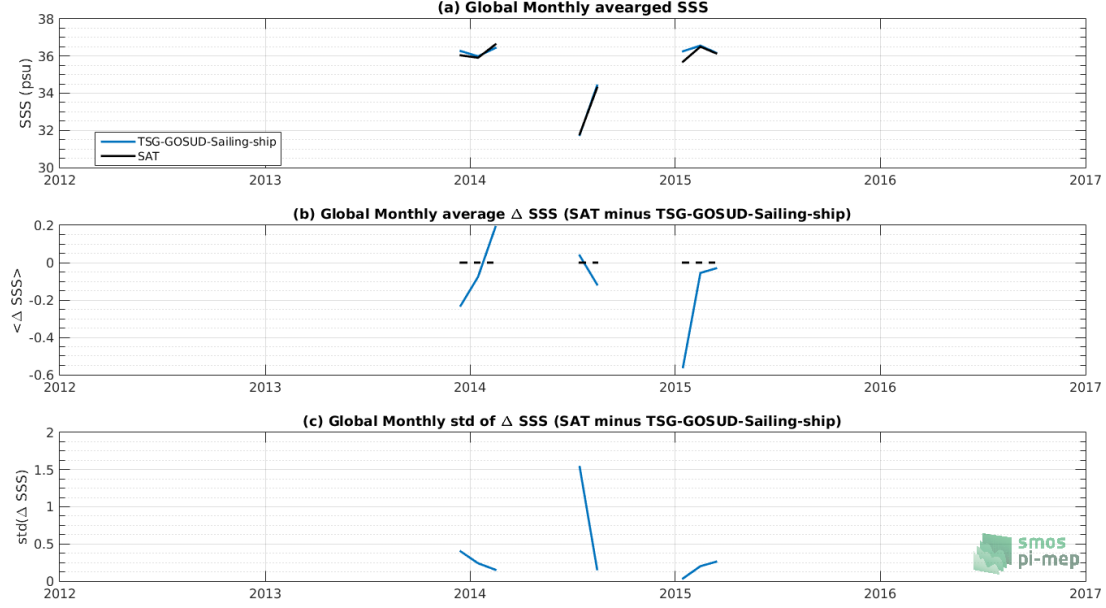 (a) Global Monthly avearged SSS
38
36
34
32
30
SSS (psu)
TSG-GOSUD-Sailing-ship
SAT
2012 2013 2014 2015 2016 2017
(b) Global Monthly average Δ SSS (SAT minus TSG-GOSUD-Sailing-ship)
0.2
0
-0.2
-0.4
-0.6
<Δ SSS>
2012 2013 2014 2015 2016 2017
(c) Global Monthly std of Δ SSS (SAT minus TSG-GOSUD-Sailing-ship)
2
1.5
1
0.5
0
std(Δ SSS)
smos
pi-mep
2012 2013 2014 2015 2016 2017